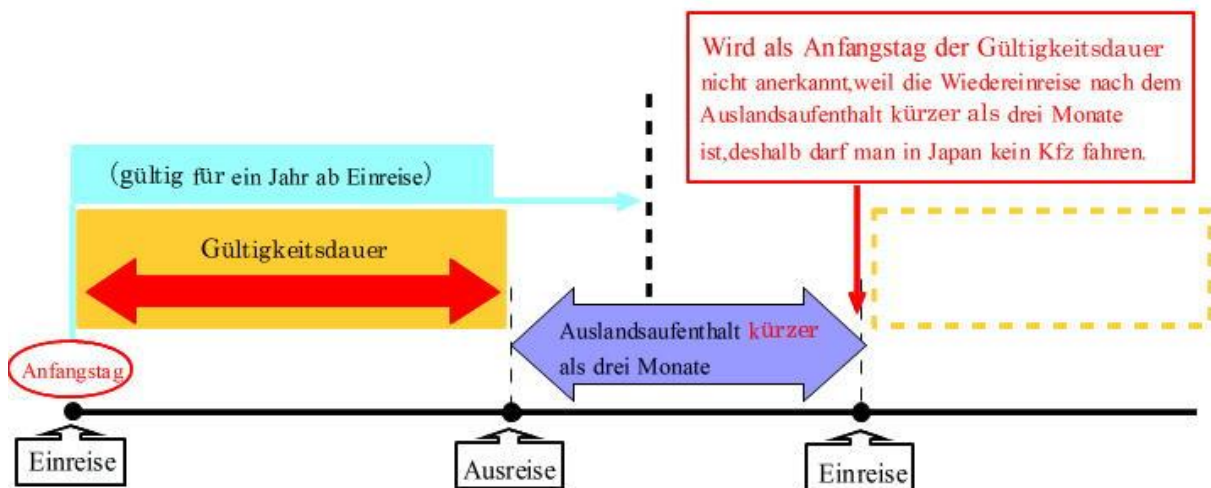 Wird als Anfangstag der Gültigkeitsdauer
nicht anerkannt,weil die Wiedereinreise nach dem
Auslandsaufenthalt kürzer als drei Monate
ist,deshalb darf man in Japan kein Kfz fahren.
(gültig für ein Jahr ab Einreise)
Gültigkeitsdauer
Auslandsaufenthalt kürzer
als drei Monate
Anfangstag
Einreise
Ausreise
Einreise